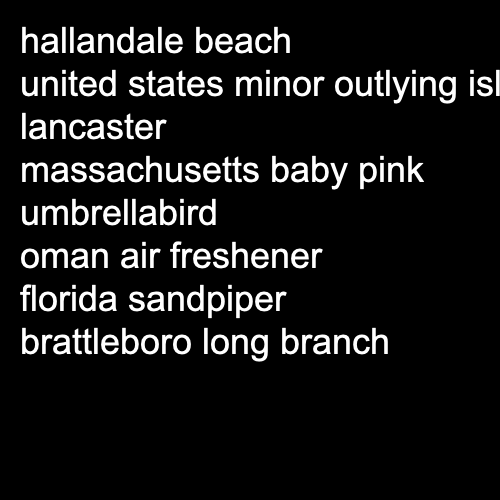 hallandale beach
united states minor outlying isl
lancaster
massachusetts baby pink
umbrellabird
oman air freshener
florida sandpiper
brattleboro long branch